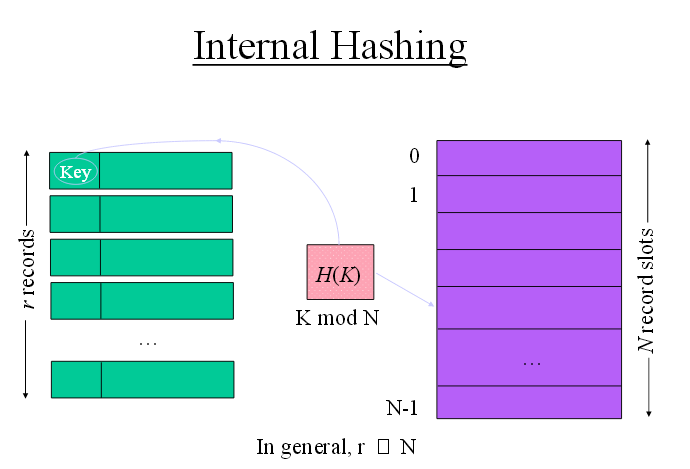 Internal Hashing
Key
r records
…
H(K)
K mod N
0
1
…
N-1
N record slots
In general, r □ N